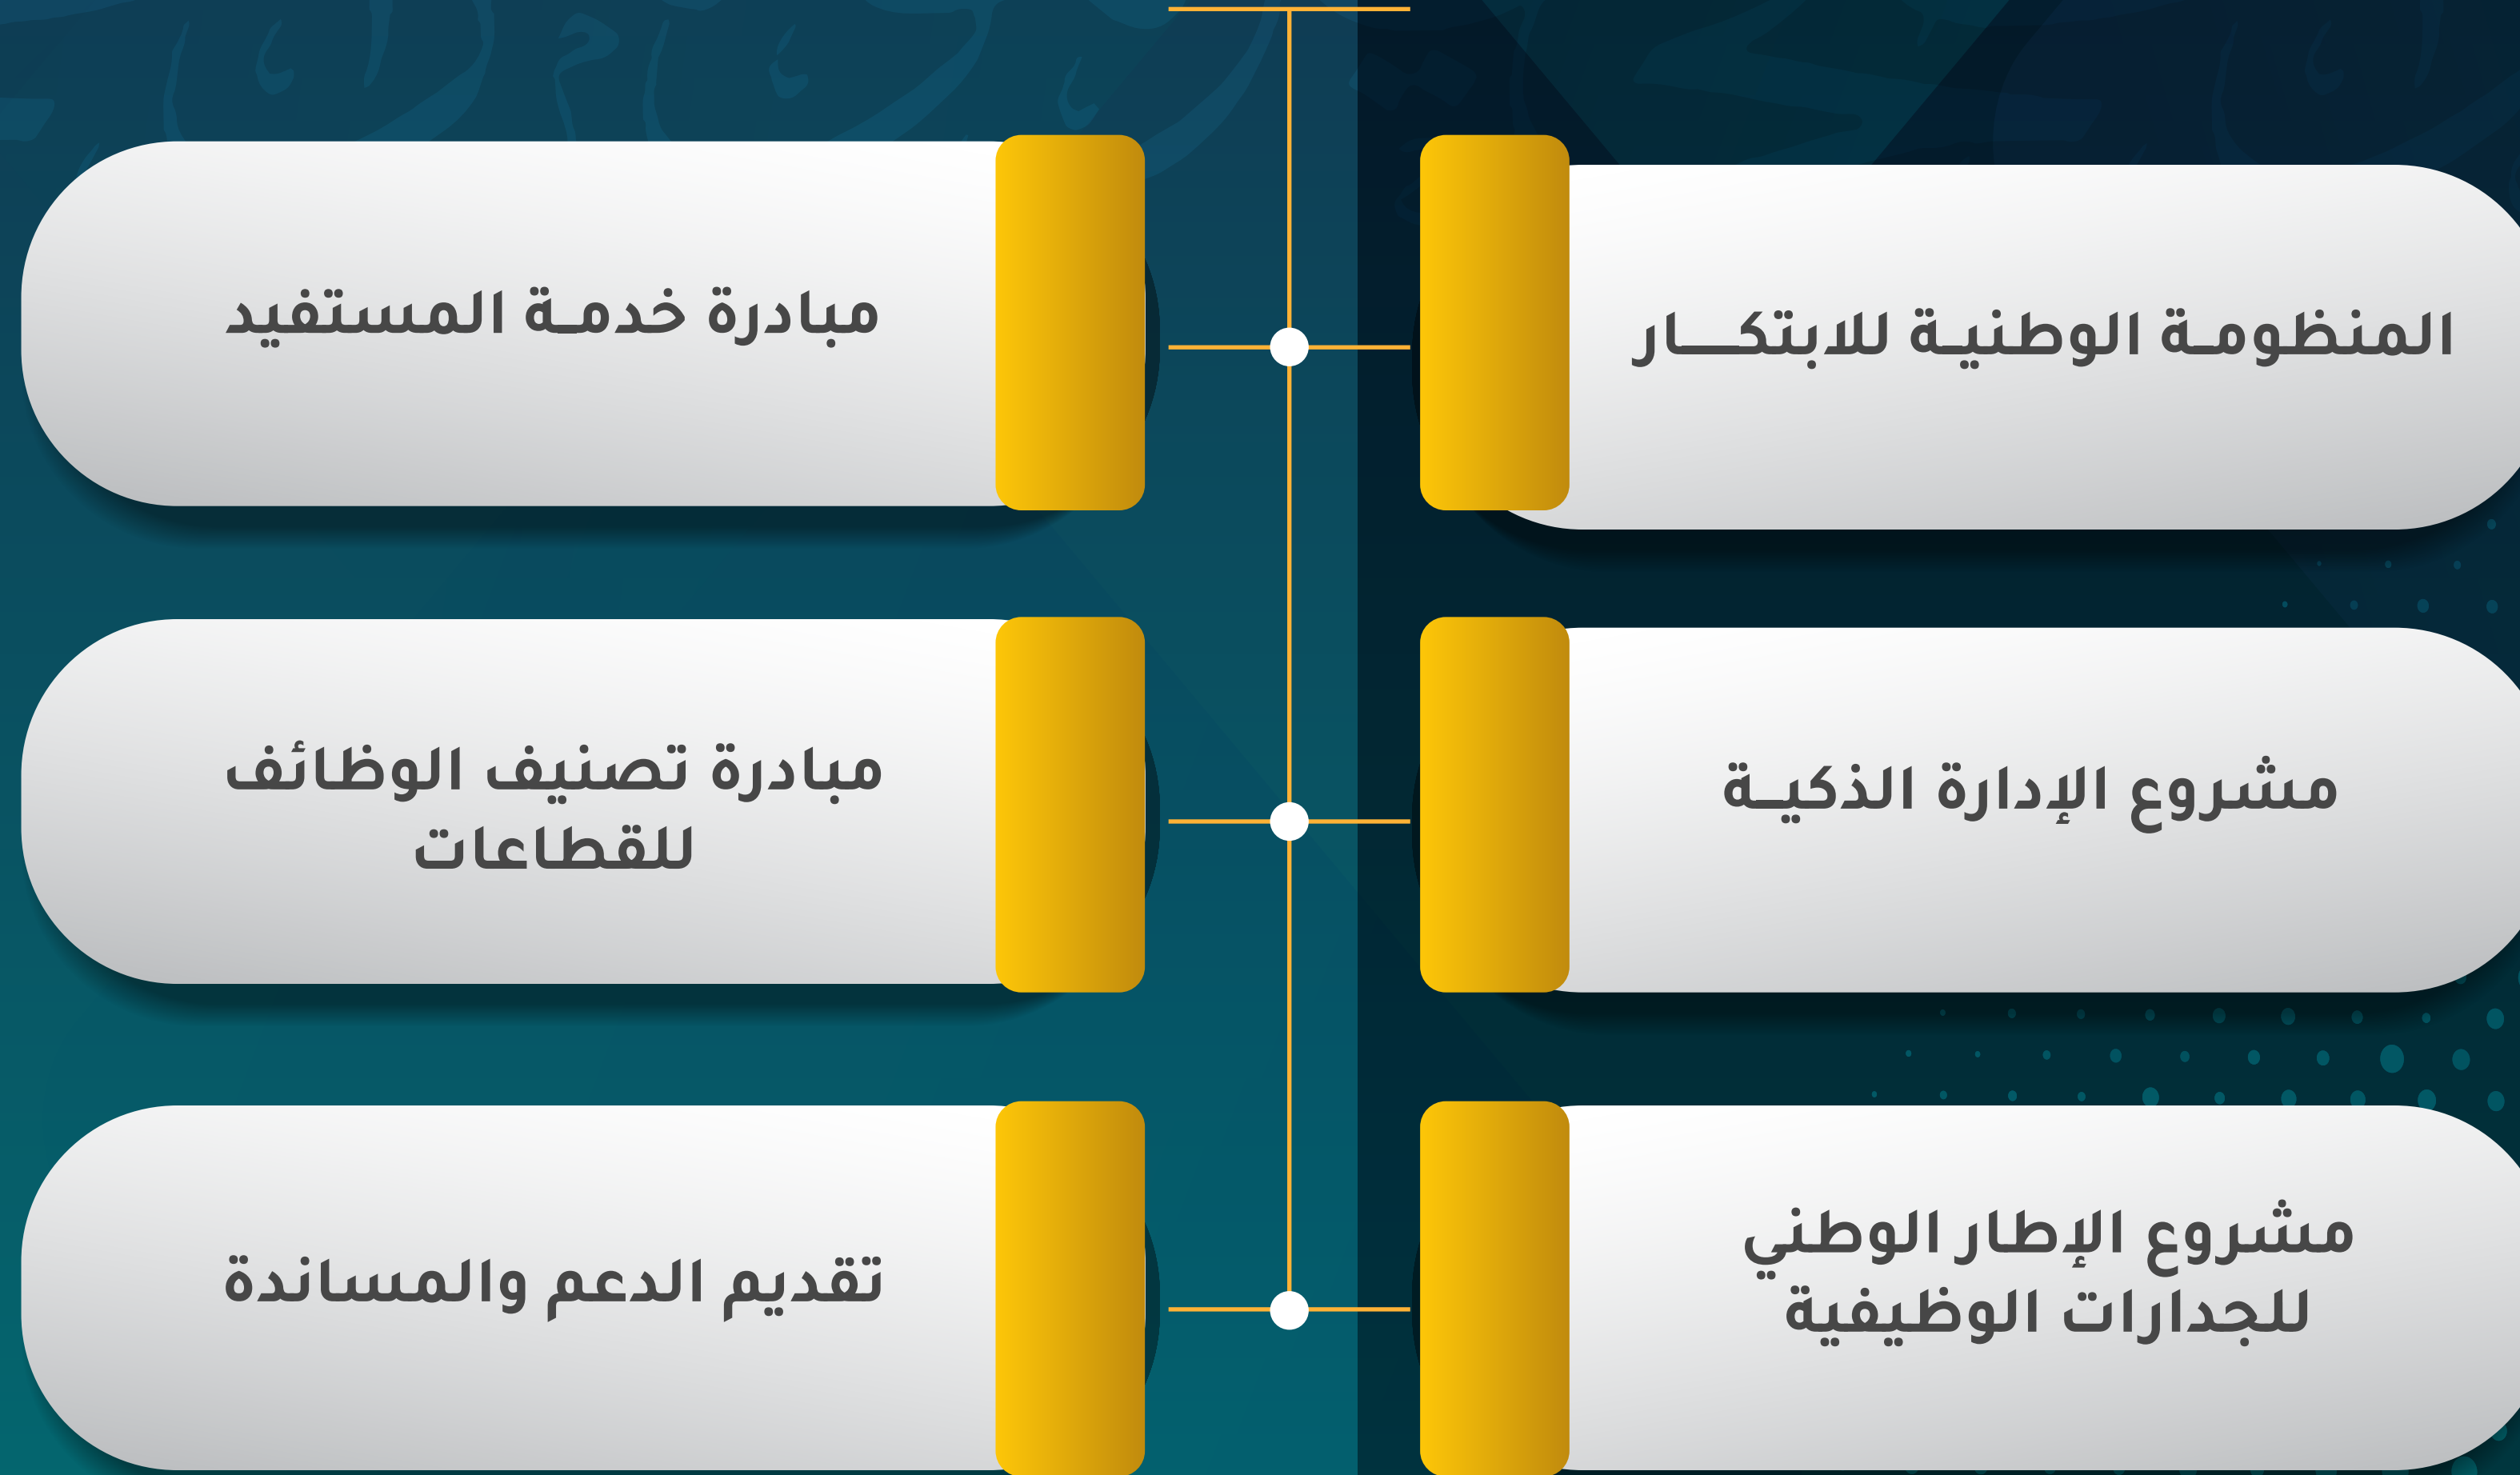 المنظومة الوطنية للابتكار
مبادرة خدمة المستفيد
مشروع الإدارة الذكية
مبادرة تصنيف الوظائف
للقطاعات
مشروع الإطار الوطني
للجدارات الوظيفية
تقديم الدعم والمساندة